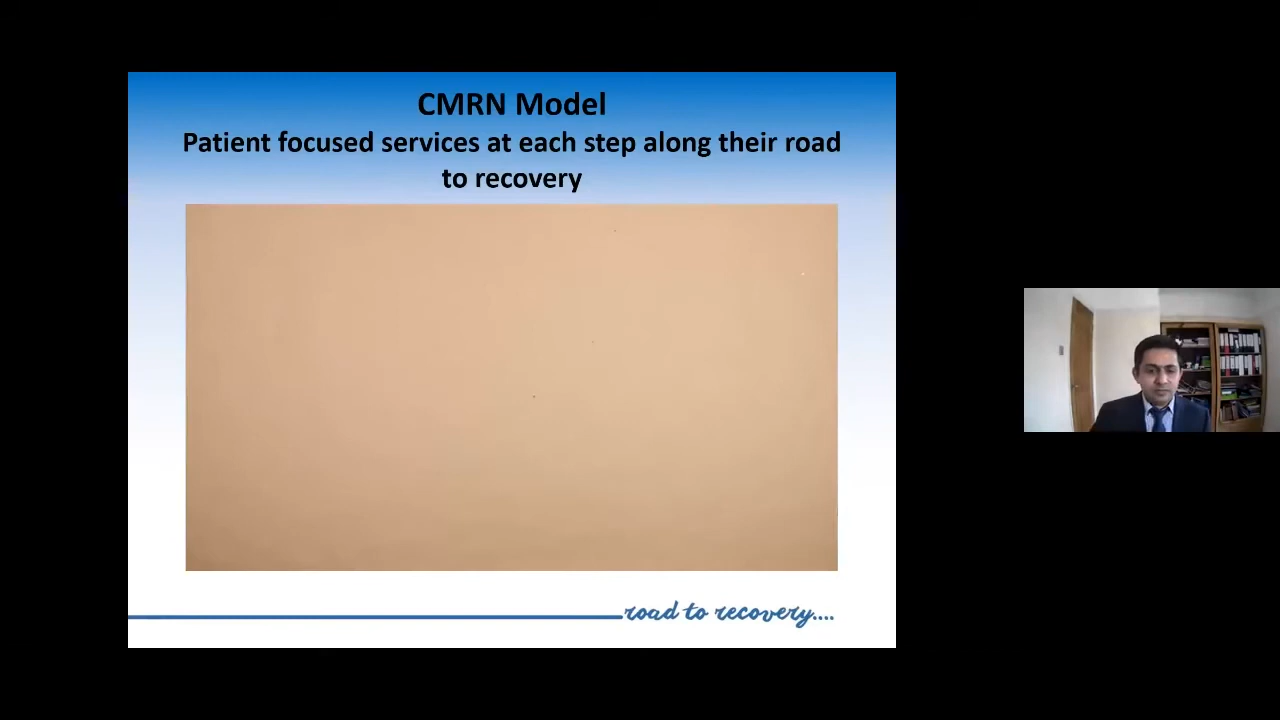 CMRN Model
Patient focused services at each step along their road
to recovery
road to recovery....